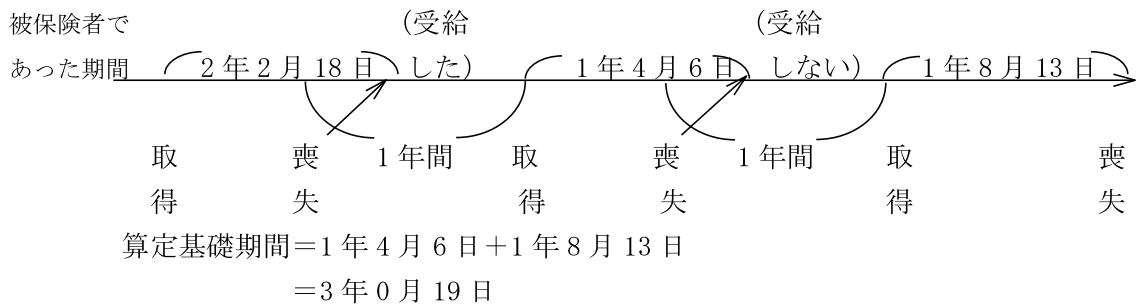 被保険者で (受給 (受給
あった期間 2年2月18日 した) 1年4月6日 しない) 1年8月13日
1年間 1年間
取得 喪失 取得 喪失 取得 喪失
算定基礎期間=1年4月6日+1年8月13日
=3年0月19日